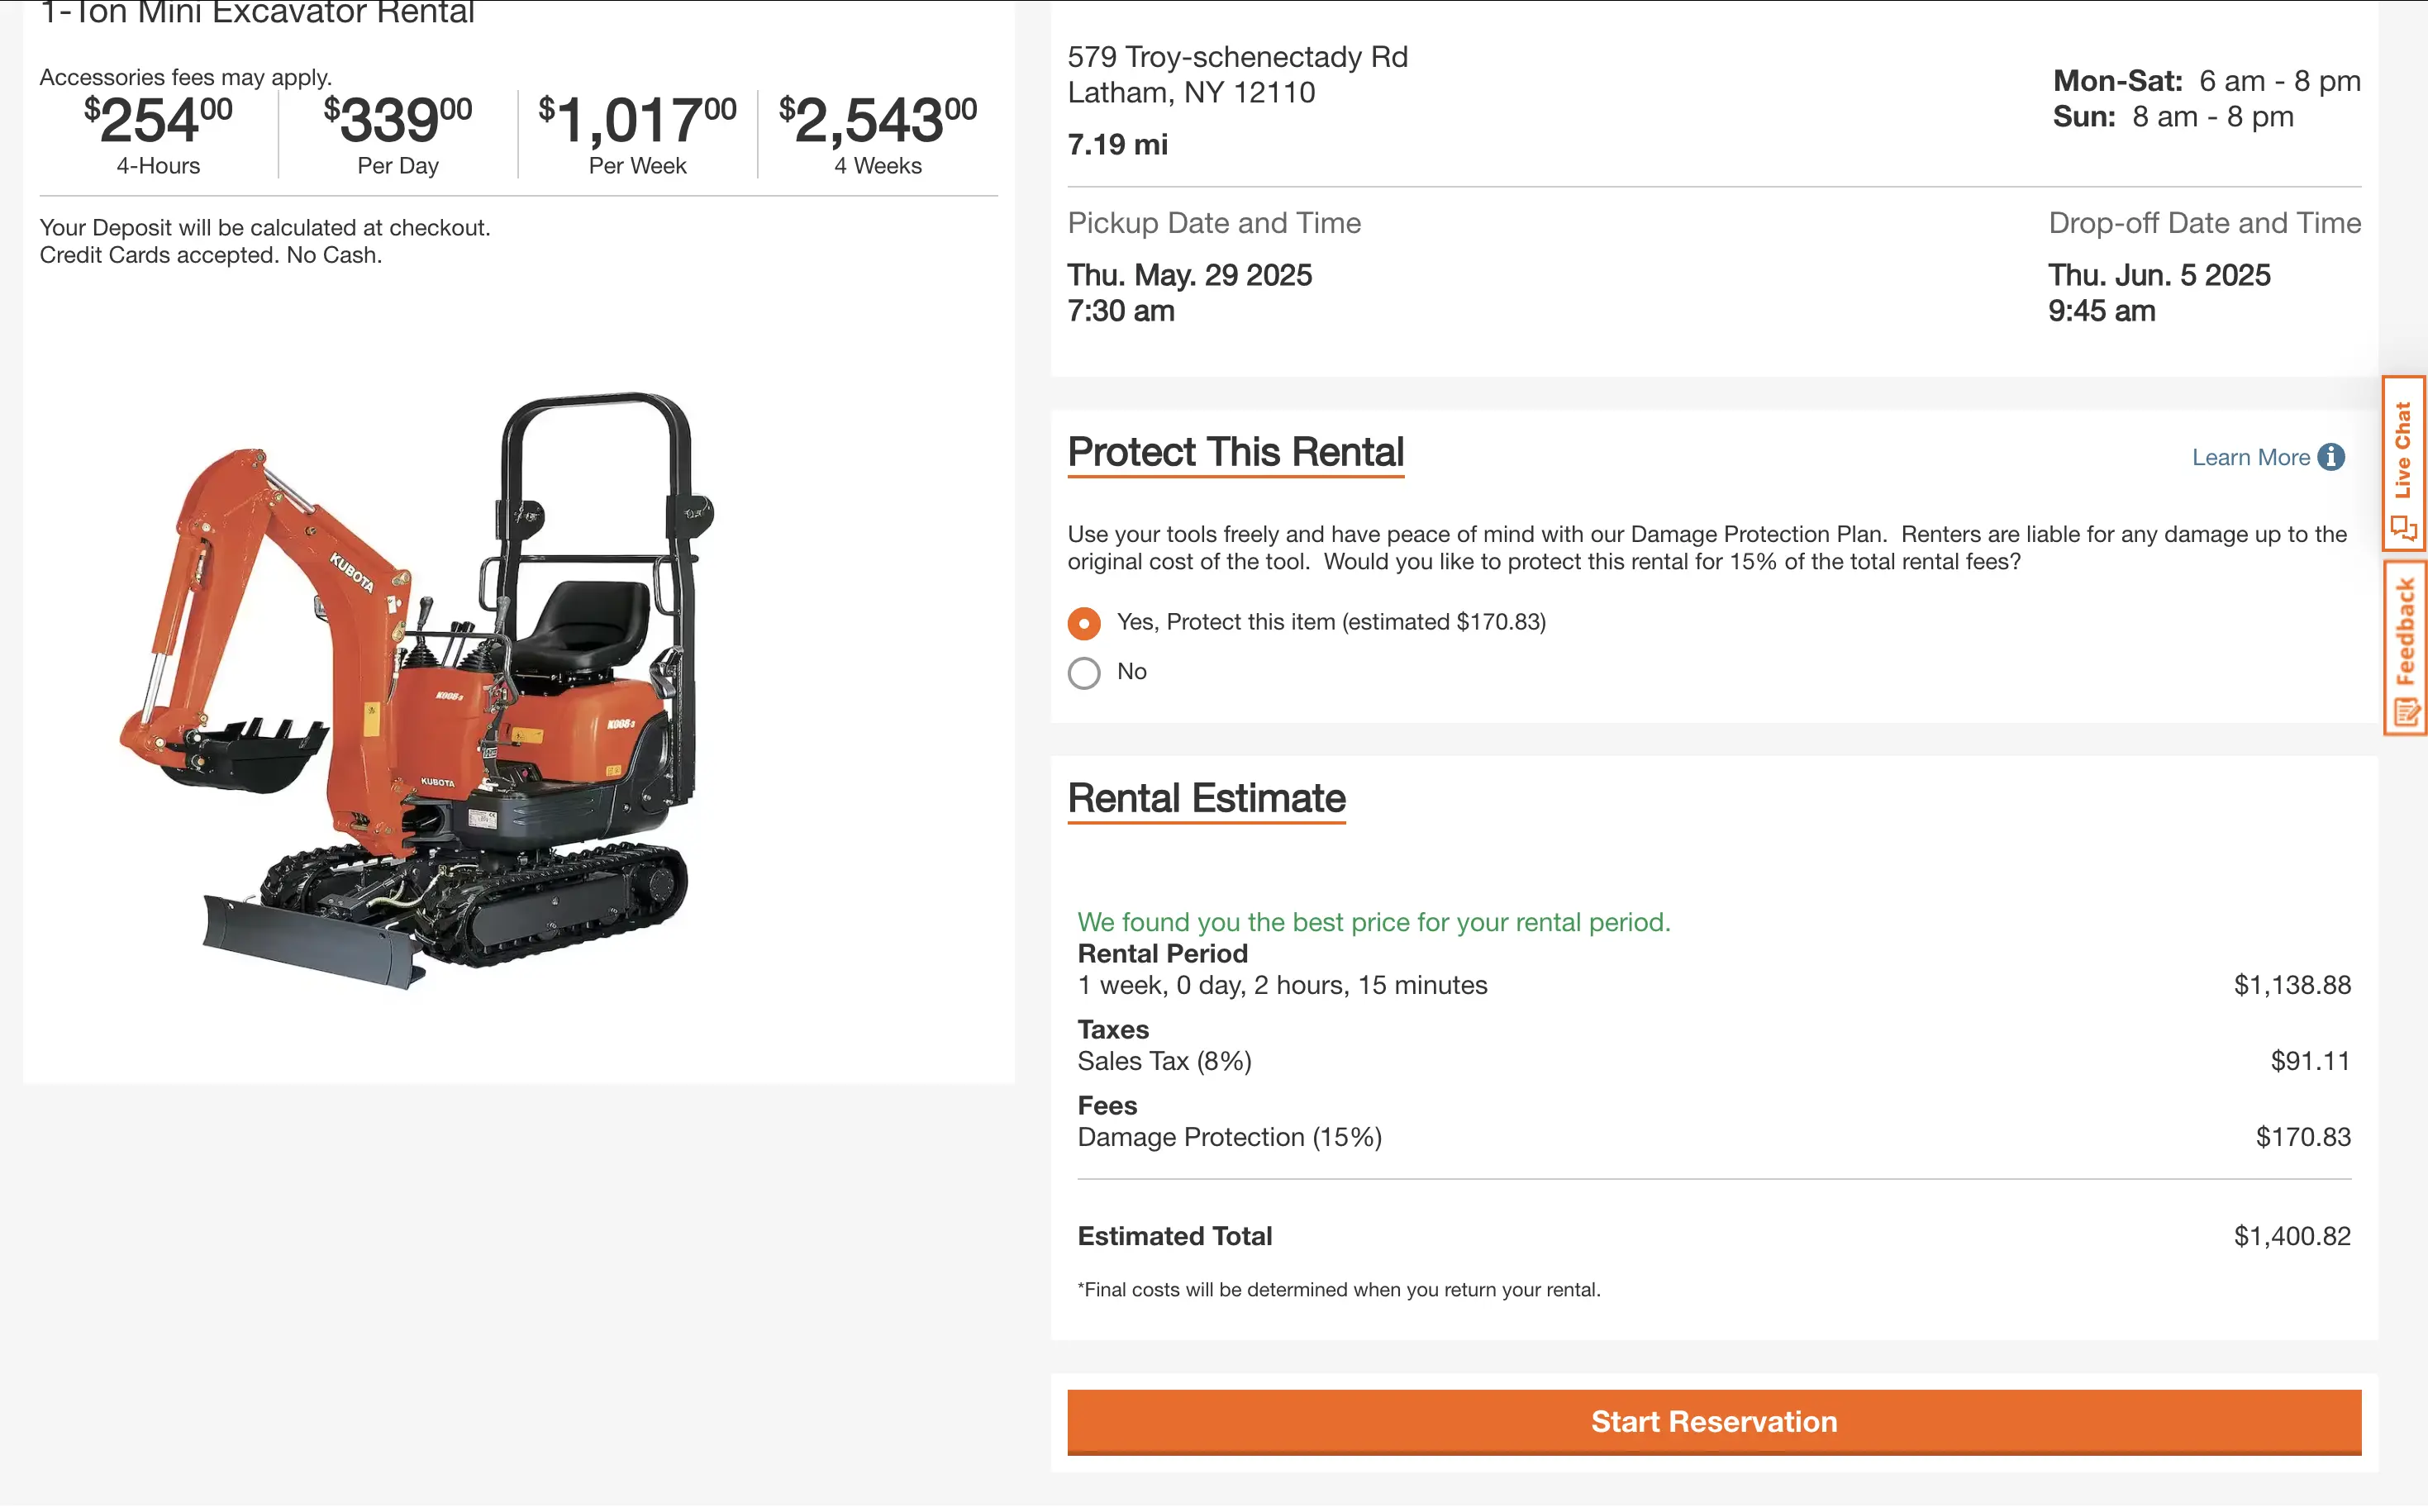 1-Ton Mini Excavator Rental
Accessories fees may apply.
$254 00
4-Hours
$339 00
Per Day
$1,017 00
Per Week
$2,543 00
4 Weeks
Your Deposit will be calculated at checkout.
Credit Cards accepted. No Cash.
KUBOTA
K008-3
K008-3
KUBOTA
579 Troy-schenectady Rd
Latham, NY 12110
7.19 mi
Mon-Sat: 6 am - 8 pm
Sun: 8 am - 8 pm
Pickup Date and Time
Thu. May. 29 2025
7:30 am
Drop-off Date and Time
Thu. Jun. 5 2025
9:45 am
Protect This Rental
Learn More
Use your tools freely and have peace of mind with our Damage Protection Plan. Renters are liable for any damage up to the
original cost of the tool. Would you like to protect this rental for 15% of the total rental fees?
Yes, Protect this item (estimated $170.83)
No
Rental Estimate
We found you the best price for your rental period.
Rental Period
1 week, 0 day, 2 hours, 15 minutes $1,138.88
Taxes
Sales Tax (8%) $91.11
Fees
Damage Protection (15%) $170.83
Estimated Total $1,400.82
*Final costs will be determined when you return your rental.
Start Reservation
Live Chat
Feedback